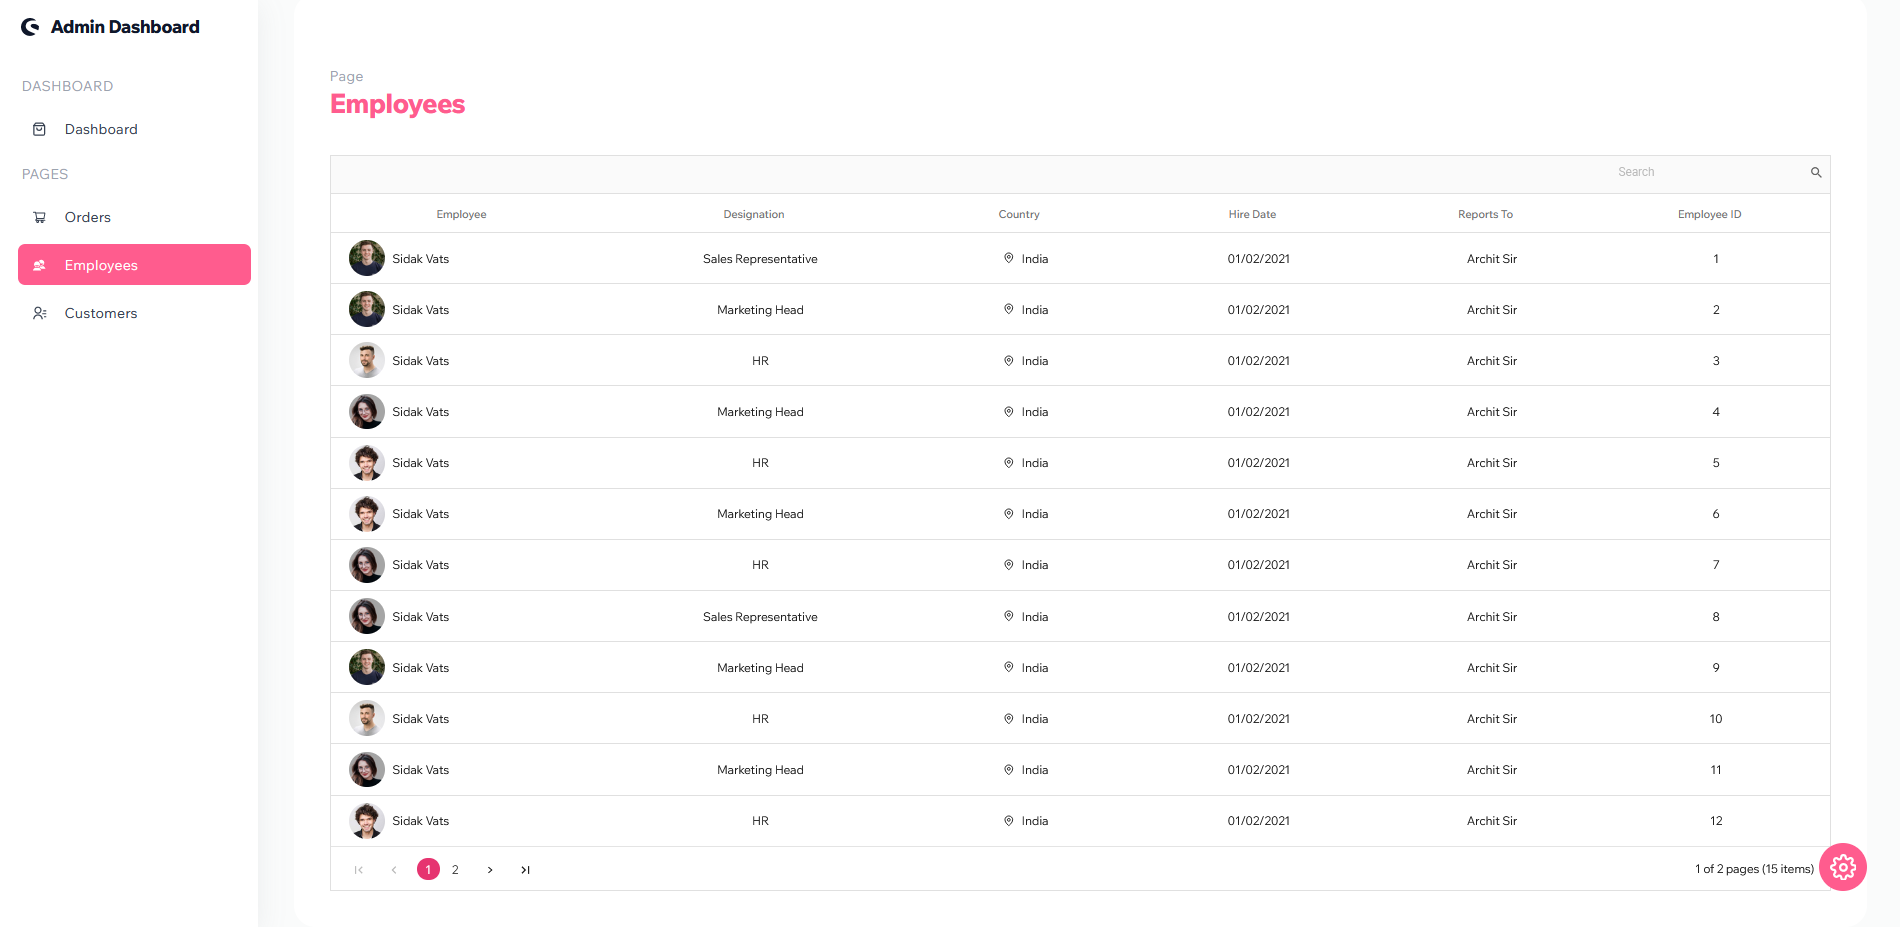 Admin Dashboard
DASHBOARD
Dashboard
PAGES
Orders
Employees
Customers
Page
Employees
Search
Employee Designation Country Hire Date Reports To Employee ID
Sidak Vats Sales Representative India 01/02/2021 Archit Sir 1
Sidak Vats Marketing Head India 01/02/2021 Archit Sir 2
Sidak Vats HR India 01/02/2021 Archit Sir 3
Sidak Vats Marketing Head India 01/02/2021 Archit Sir 4
Sidak Vats HR India 01/02/2021 Archit Sir 5
Sidak Vats Marketing Head India 01/02/2021 Archit Sir 6
Sidak Vats HR India 01/02/2021 Archit Sir 7
Sidak Vats Sales Representative India 01/02/2021 Archit Sir 8
Sidak Vats Marketing Head India 01/02/2021 Archit Sir 9
Sidak Vats HR India 01/02/2021 Archit Sir 10
Sidak Vats Marketing Head India 01/02/2021 Archit Sir 11
Sidak Vats HR India 01/02/2021 Archit Sir 12
1 2 1 of 2 pages (15 items)